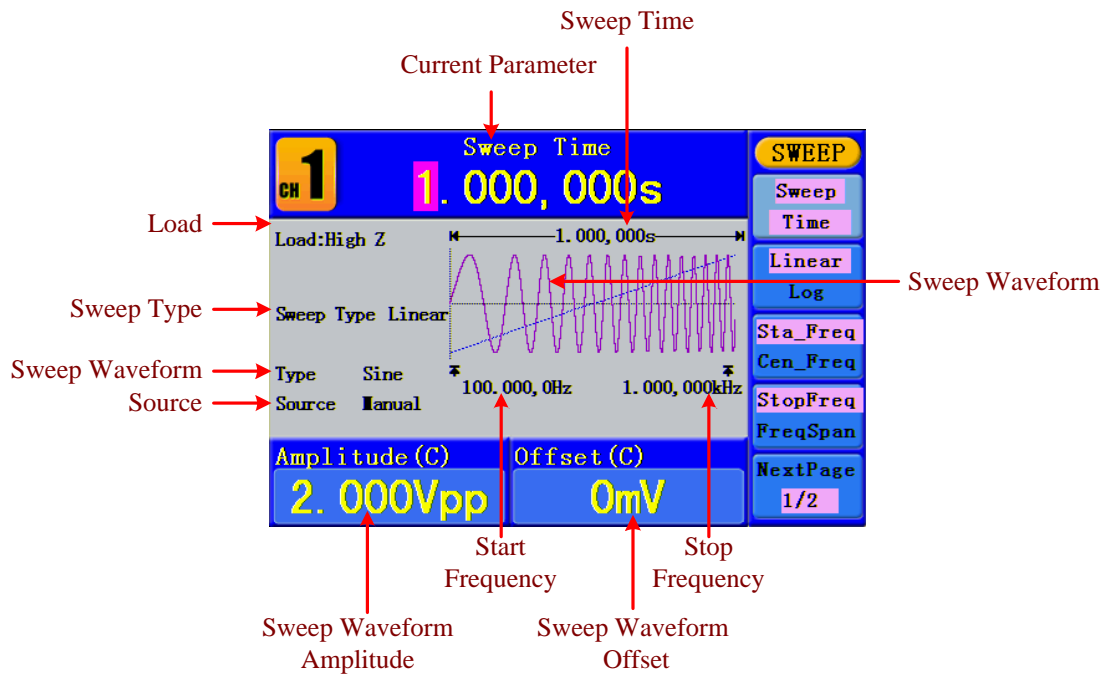 Sweep Time
Current Parameter
CH 1
Sweep Time
1.000,000s
SWEEP
Sweep
Time
Linear
Log
Sta_Freq
Cen_Freq
StopFreq
FreqSpan
NextPage
1/2
Load
Load:High Z
1.000,000s
Sweep Waveform
Sweep Type
Sweep Type Linear
Sweep Waveform
Type Sine
Source
Source Manual
100.000,0Hz
1.000,000kHz
Amplitude(C)
2.000Vpp
Offset(C)
0mV
Start
Frequency
Stop
Frequency
Sweep Waveform
Amplitude
Sweep Waveform
Offset